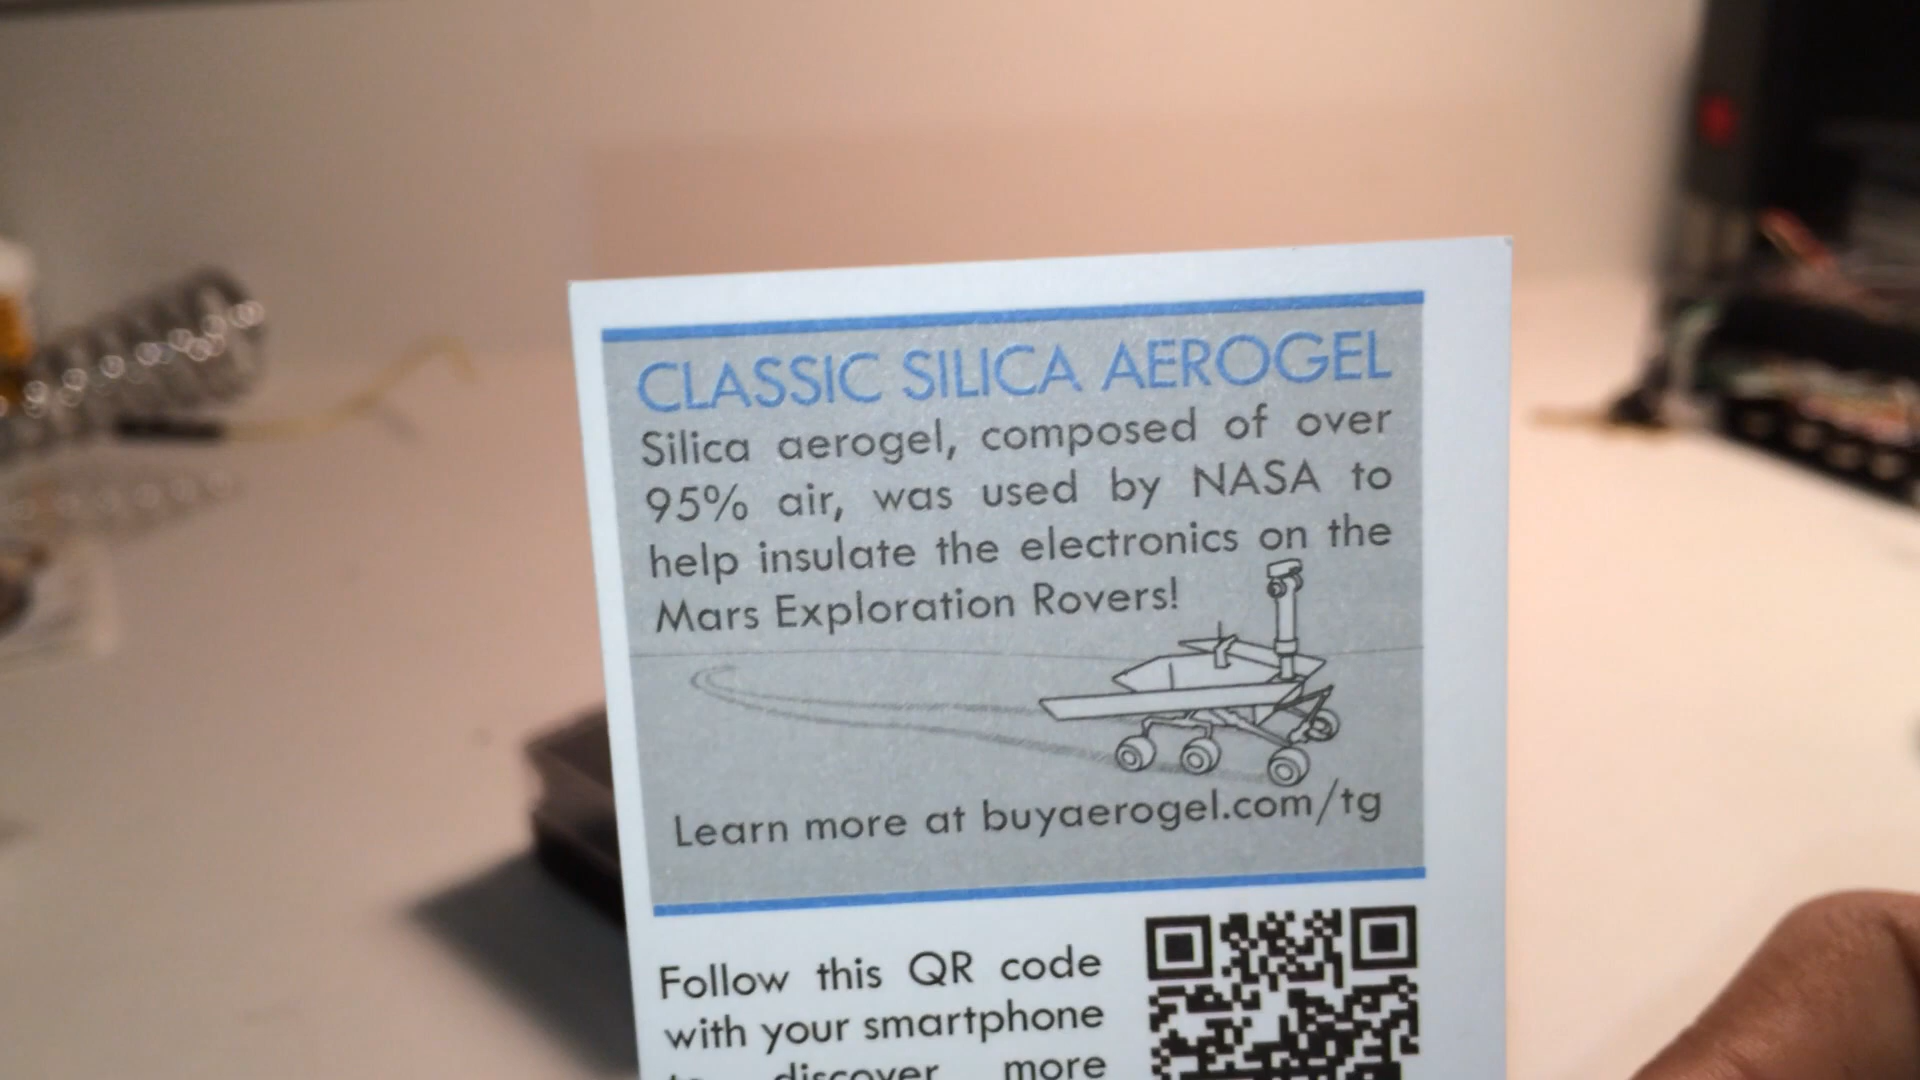 CLASSIC SILICA AEROGEL
Silica aerogel, composed of over
95% air, was used by NASA to
help insulate the electronics on the
Mars Exploration Rovers!
Learn more at buyaerogel.com/tg
Follow this QR code
with your smartphone
to discover more